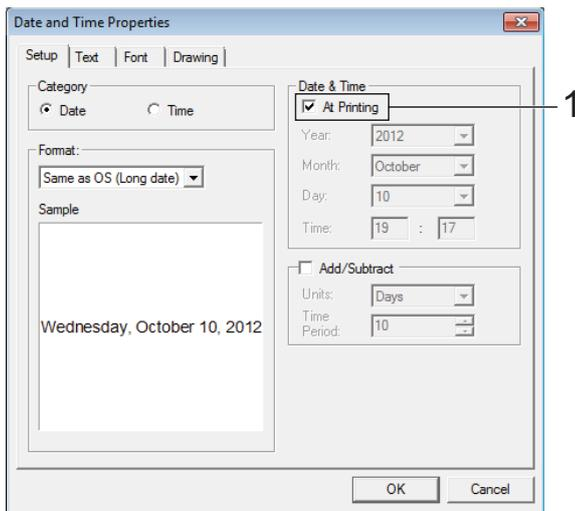 Date and Time Properties
Setup
Text
Font
Drawing
Category
Date
Time
Format:
Same as OS (Long date)
Sample
Wednesday, October 10, 2012
Date & Time
At Printing
1
Year:
2012
Month:
October
Day:
10
Time:
19 : 17
Add/Subtract
Units:
Days
Time
Period:
10
OK
Cancel